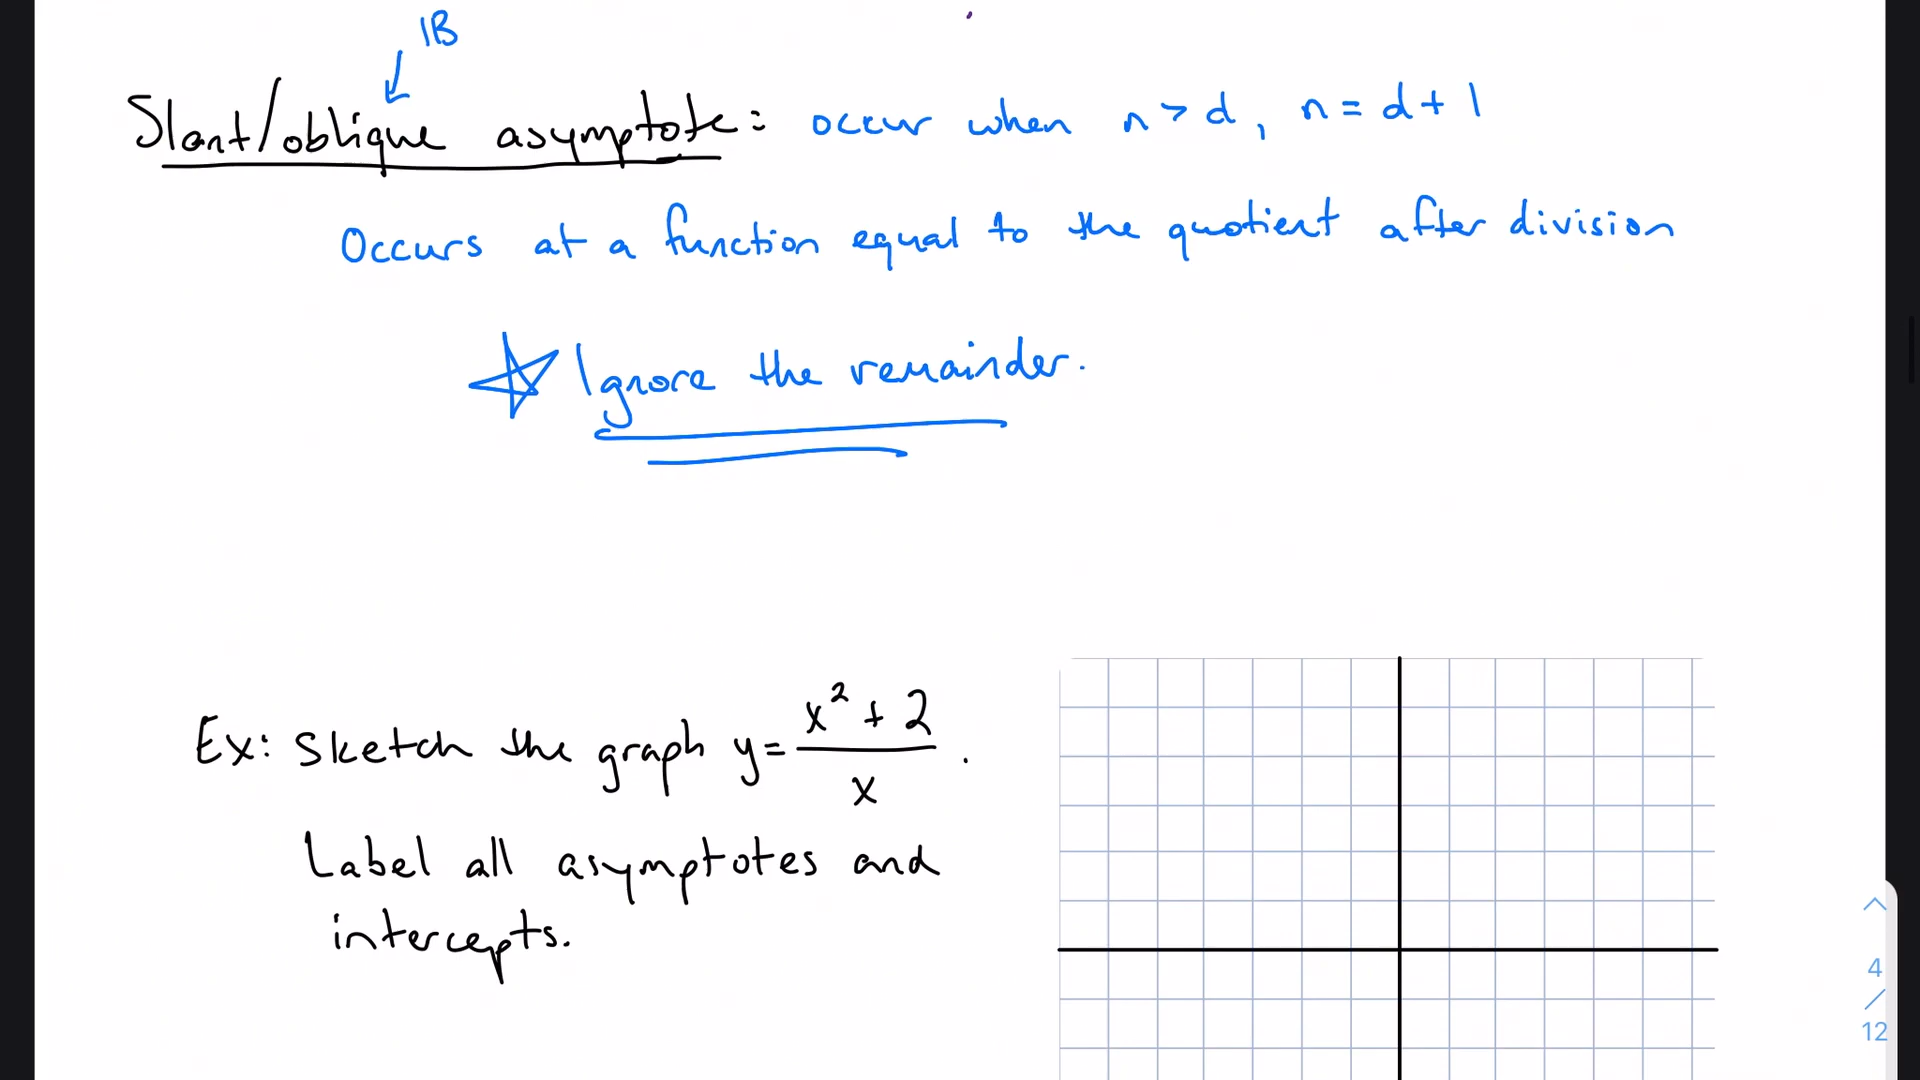 IB
Slant/oblique asymptote: occur when n > d, n = d + 1
Occurs at a function equal to the quotient after division
Ignore the remainder.
Ex: Sketch the graph y = x² + 2 / x .
Label all asymptotes and
intercepts.
4
/
12